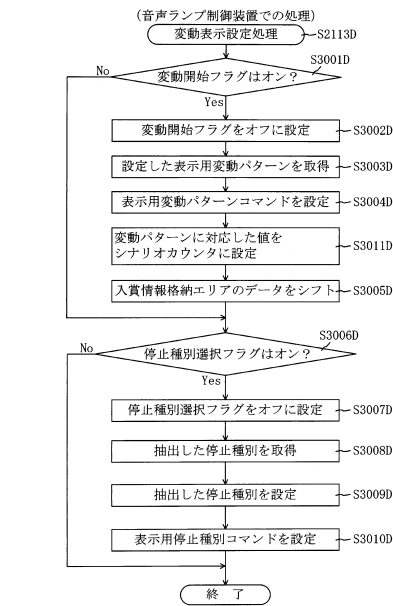 （音声ランプ制御装置での処理）
変動表示設定処理 S2113D
S3001D
No 変動開始フラグはオン？
Yes
変動開始フラグをオフに設定 S3002D
設定した表示用変動パターンを取得 S3003D
表示用変動パターンコマンドを設定 S3004D
変動パターンに対応した値を
シナリオカウンタに設定 S3011D
入賞情報格納エリアのデータをシフト S3005D
S3006D
No 停止種別選択フラグはオン？
Yes
停止種別選択フラグをオフに設定 S3007D
抽出した停止種別を取得 S3008D
抽出した停止種別を設定 S3009D
表示用停止種別コマンドを設定 S3010D
終 了